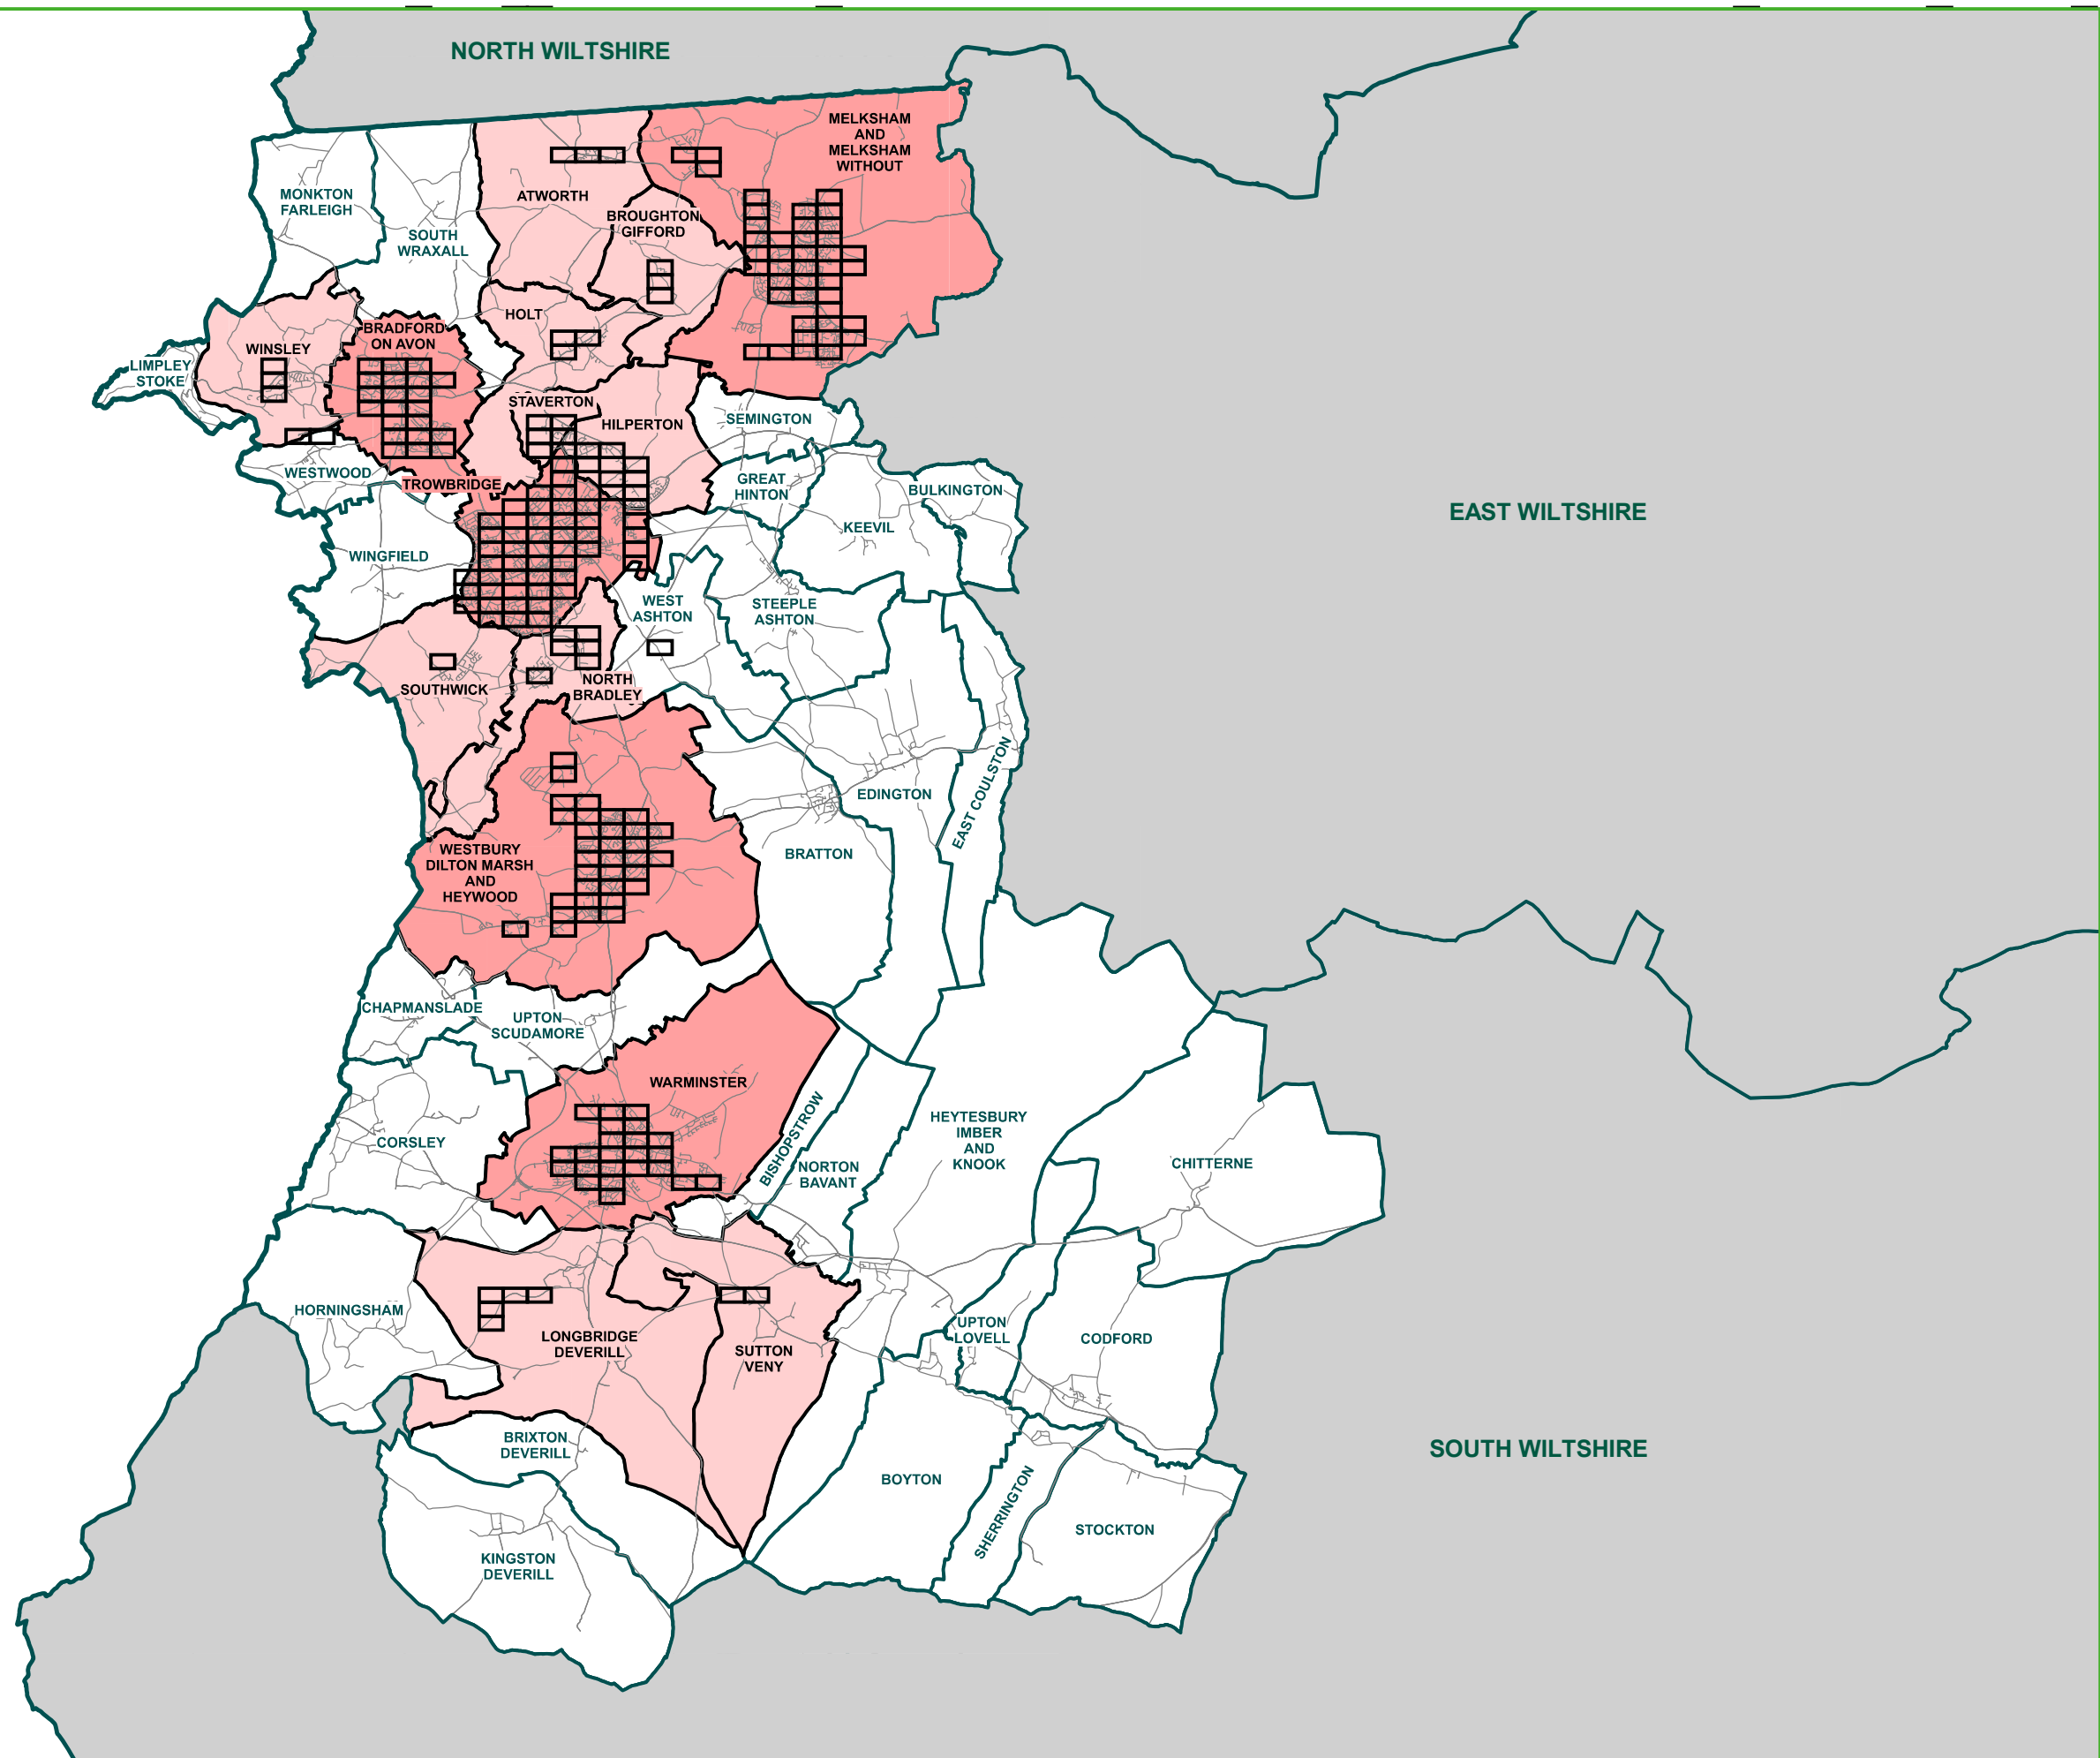 NORTH WILTSHIRE
MELKSHAM
AND
MELKSHAM
WITHOUT
MONKTON
FARLEIGH
ATWORTH
BROUGHTON
GIFFORD
SOUTH
WRAXALL
HOLT
BRADFORD
ON AVON
WINSLEY
LIMPLEY
STOKE
STAVERTON
HILPERTON
SEMINGTON
WESTWOOD
TROWBRIDGE
GREAT
HINTON
BULKINGTON
EAST WILTSHIRE
KEEVIL
WINGFIELD
WEST
ASHTON
STEEPLE
ASHTON
SOUTHWICK
NORTH
BRADLEY
EDINGTON
EAST COULSTON
BRATTON
WESTBURY
DILTON MARSH
AND
HEYWOOD
CHAPMANSLADE
UPTON
SCUDAMORE
WARMINSTER
CORSLEY
BISHOPSTROW
NORTON
BAVANT
HEYTESBURY
IMBER
AND
KNOOK
CHITTERNE
HORNINGSHAM
LONGBRIDGE
DEVERILL
SUTTON
VENY
UPTON
LOVELL
CODFORD
BRIXTON
DEVERILL
SOUTH WILTSHIRE
BOYTON
SHERRINGTON
STOCKTON
KINGSTON
DEVERILL